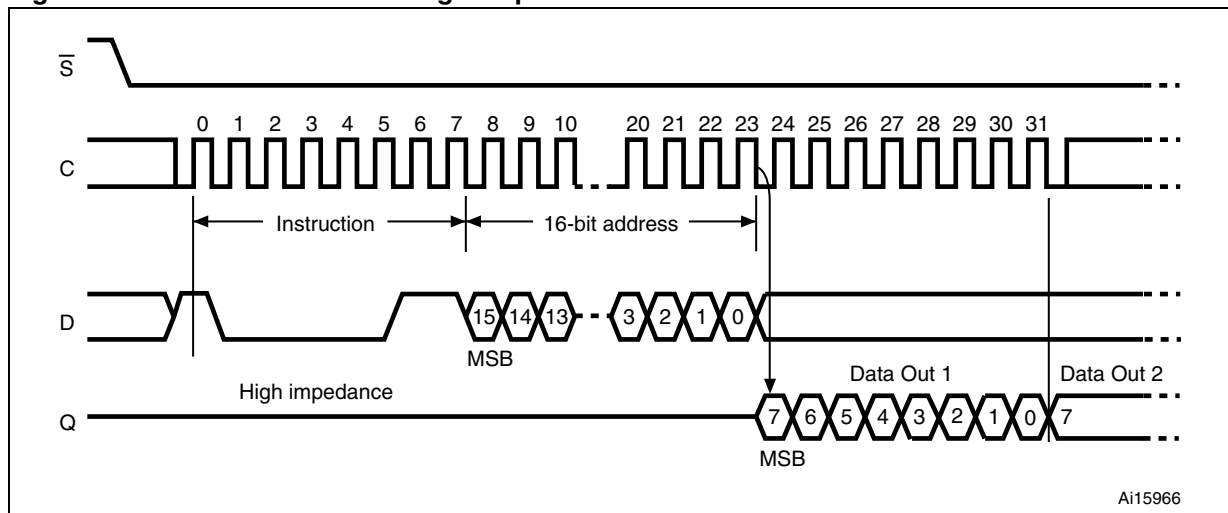 S
0 1 2 3 4 5 6 7 8 9 10 20 21 22 23 24 25 26 27 28 29 30 31
C
Instruction 16-bit address
D 15 14 13 3 2 1 0
MSB
High impedance Data Out 1 Data Out 2
Q 7 6 5 4 3 2 1 0 7
MSB
Ai15966